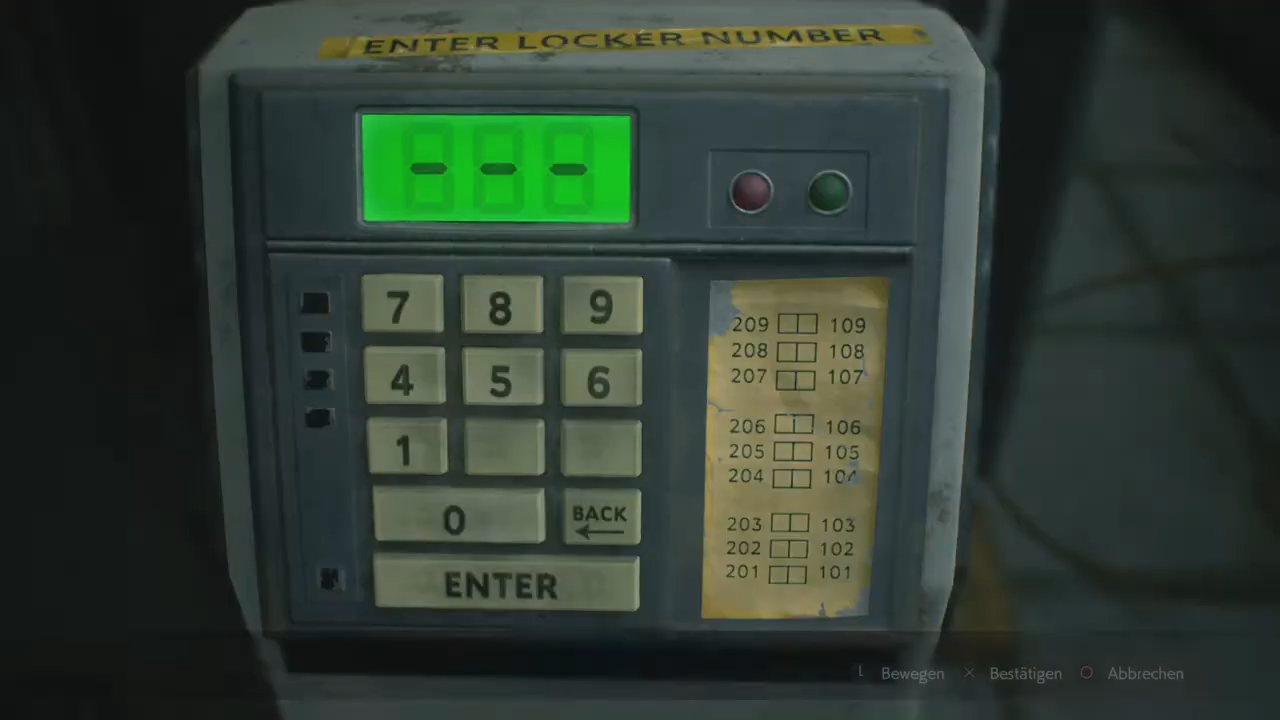 ENTER LOCKER NUMBER
- - -
7 8 9
4 5 6
1
0 BACK
ENTER
209 109
208 108
207 107
206 106
205 105
204 104
203 103
202 102
201 101
L Bewegen × Bestätigen O Abbrechen